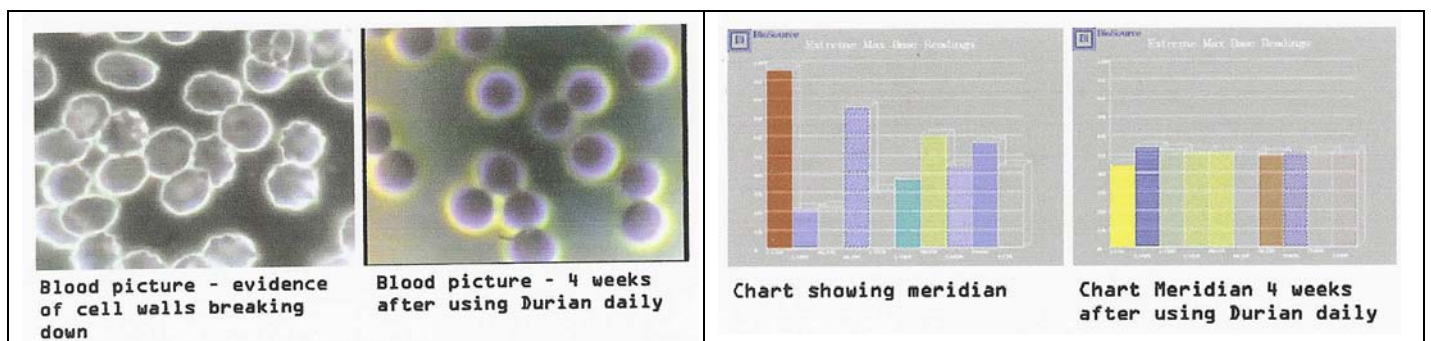 BioSource
Extreme Max Base Readings
BioSource
Extreme Max Base Readings
Blood picture - evidence
of cell walls breaking
down
Blood picture - 4 weeks
after using Durian daily
Chart showing meridian
Chart Meridian 4 weeks
after using Durian daily